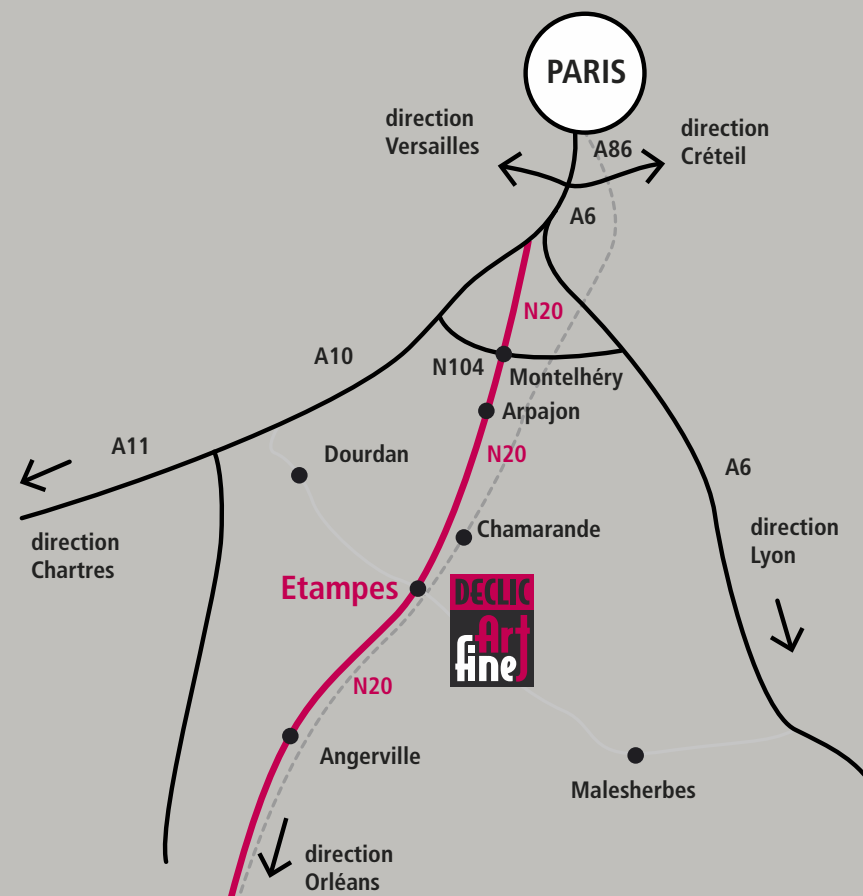 PARIS
direction
Versailles
A86
direction
Créteil
A6
N20
A10
N104
Montelhéry
Arpajon
A11
Dourdan
N20
A6
direction
Chartres
Chamarande
direction
Lyon
Etampes
DECLIC
Art
fine
N20
Angerville
Malesherbes
direction
Orléans